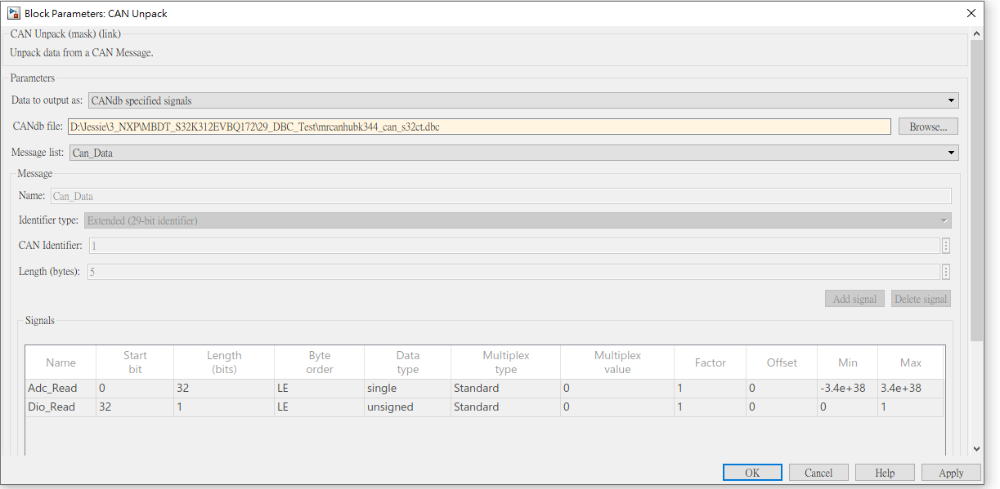 Block Parameters: CAN Unpack
CAN Unpack (mask) (link)
Unpack data from a CAN Message.
Parameters
Data to output as: CANdb specified signals
CANdb file: D:\Jessie\3_NXP\MBDT_S32K312EVBQ172\29_DBC_Test\mrcanhubk344_can_s32ct.dbc Browse...
Message list: Can_Data
Message
Name: Can_Data
Identifier type: Extended (29-bit identifier)
CAN Identifier: 1
Length (bytes): 5
Add signal Delete signal
Signals
Name Start bit Length (bits) Byte order Data type Multiplex type Multiplex value Factor Offset Min Max
Adc_Read 0 32 LE single Standard 0 1 0 -3.4e+38 3.4e+38
Dio_Read 32 1 LE unsigned Standard 0 1 0 0 1
OK Cancel Help Apply